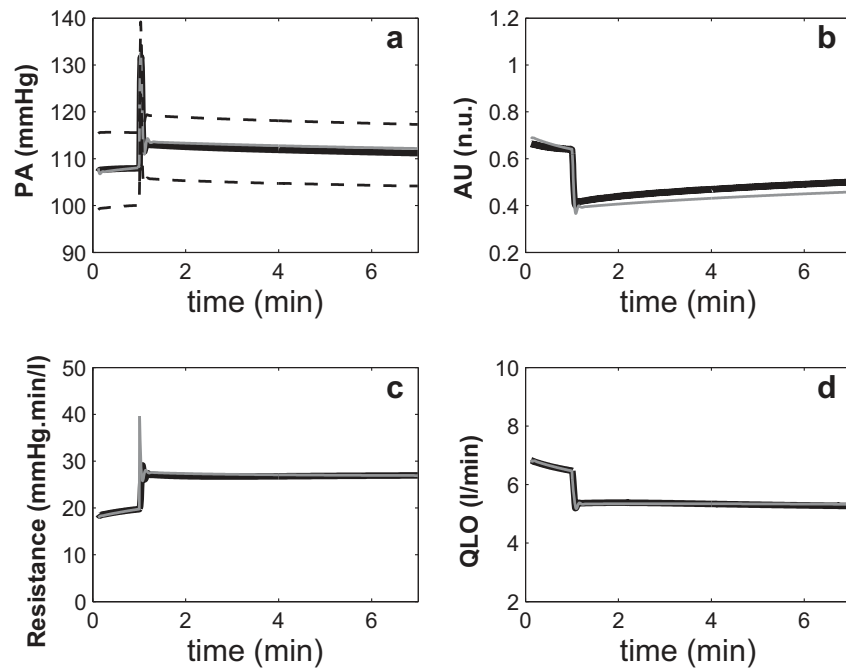 a
PA (mmHg)
140
130
120
110
100
90
0 2 4 6
time (min)
b
AU (n.u.)
1.2
1
0.8
0.6
0.4
0.2
0 2 4 6
time (min)
c
Resistance (mmHg.min/l)
50
40
30
20
10
0
0 2 4 6
time (min)
d
QLO (l/min)
10
8
6
4
2
0 2 4 6
time (min)